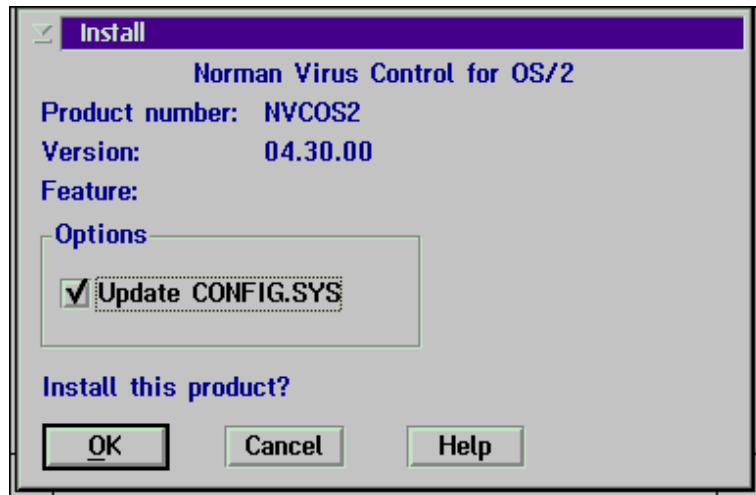 Install
Norman Virus Control for OS/2
Product number: NVCOS2
Version: 04.30.00
Feature:
Options
Update CONFIG.SYS
Install this product?
OK Cancel Help